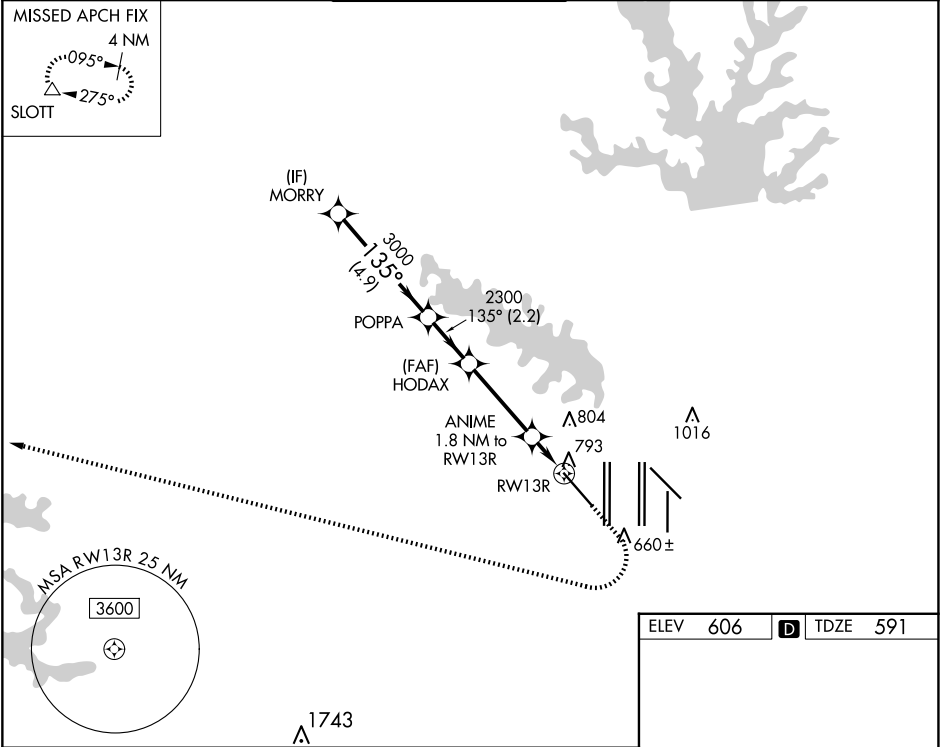 MISSED APCH FIX
4 NM
095°
275°
SLOTT
(IF)
MORRY
3000
135°
(4.9)
POPPA
2300
135° (2.2)
(FAF)
HODAX
ANIME
1.8 NM to
RW13R
804
793
1016
RW13R
660±
MSA RW13R 25 NM
3600
1743
ELEV 606 D TDZE 591